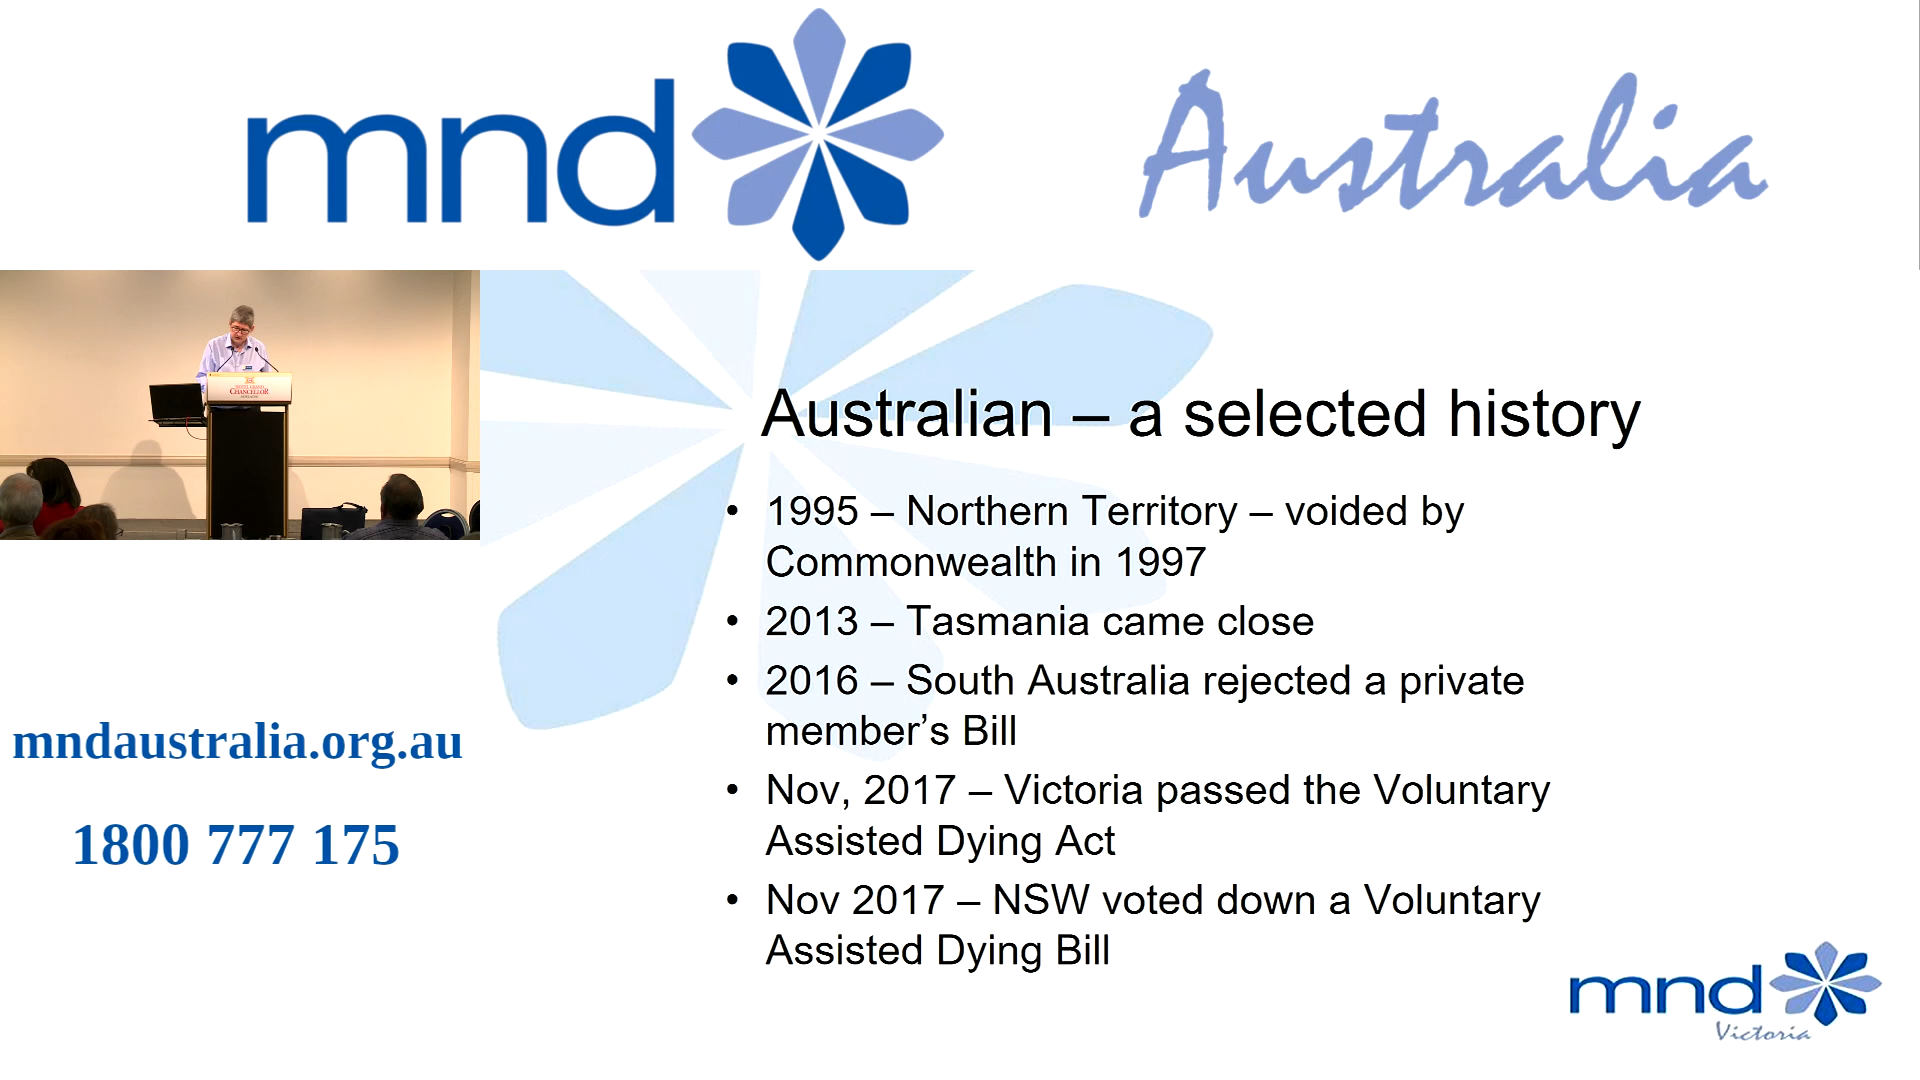 mnd Australia
CHANCELLOR
mndaustralia.org.au
1800 777 175
Australian – a selected history
• 1995 – Northern Territory – voided by
Commonwealth in 1997
• 2013 – Tasmania came close
• 2016 – South Australia rejected a private
member’s Bill
• Nov, 2017 – Victoria passed the Voluntary
Assisted Dying Act
• Nov 2017 – NSW voted down a Voluntary
Assisted Dying Bill
mnd
Victoria